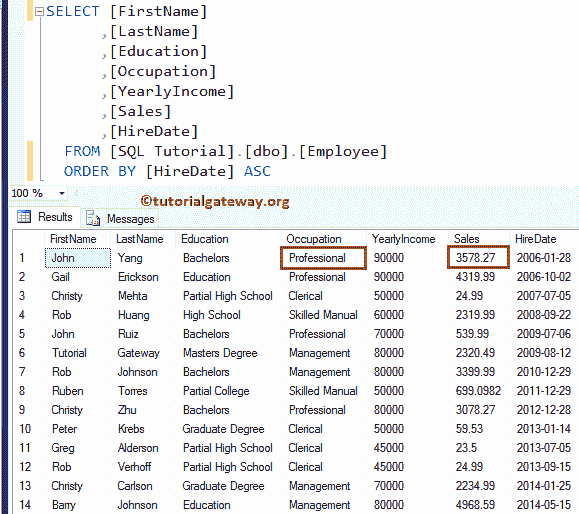 SELECT [FirstName]
,[LastName]
,[Education]
,[Occupation]
,[YearlyIncome]
,[Sales]
,[HireDate]
FROM [SQL Tutorial].[dbo].[Employee]
ORDER BY [HireDate] ASC
100 %
©tutorialgateway.org
Results Messages
FirstName LastName Education Occupation YearlyIncome Sales HireDate
1 John Yang Bachelors Professional 90000 3578.27 2006-01-28
2 Gail Erickson Education Professional 90000 4319.99 2006-10-02
3 Christy Mehta Partial High School Clerical 50000 24.99 2007-07-05
4 Rob Huang High School Skilled Manual 60000 2319.99 2008-09-22
5 John Ruiz Bachelors Professional 70000 539.99 2009-07-06
6 Tutorial Gateway Masters Degree Management 80000 2320.49 2009-08-12
7 Rob Johnson Bachelors Management 80000 3399.99 2010-12-29
8 Ruben Torres Partial College Skilled Manual 50000 699.0982 2011-12-29
9 Christy Zhu Bachelors Professional 80000 3078.27 2012-12-28
10 Peter Krebs Graduate Degree Clerical 50000 59.53 2013-01-14
11 Greg Alderson Partial High School Clerical 45000 23.5 2013-07-05
12 Rob Verhoff Partial High School Clerical 45000 24.99 2013-09-15
13 Christy Carlson Graduate Degree Management 70000 2234.99 2014-01-25
14 Barry Johnson Education Management 80000 4968.59 2014-05-15